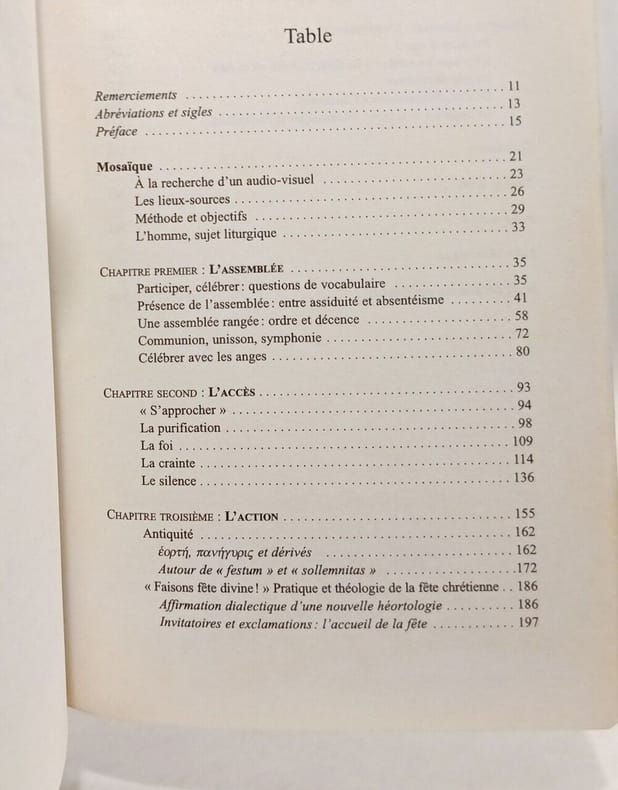 Table
Remerciements . . . . . . . . . . . . . . . . . . . . . . . . . . . . . . . . . . . . . . . . . . . . . . . . 11
Abréviations et sigles . . . . . . . . . . . . . . . . . . . . . . . . . . . . . . . . . . . . . . . . . . . 13
Préface . . . . . . . . . . . . . . . . . . . . . . . . . . . . . . . . . . . . . . . . . . . . . . . . . . . . . . 15
Mosaïque . . . . . . . . . . . . . . . . . . . . . . . . . . . . . . . . . . . . . . . . . . . . . . . . . . . . 21
À la recherche d'un audio-visuel . . . . . . . . . . . . . . . . . . . . . . . . . . . . 23
Les lieux-sources . . . . . . . . . . . . . . . . . . . . . . . . . . . . . . . . . . . . . . . . . 26
Méthode et objectifs . . . . . . . . . . . . . . . . . . . . . . . . . . . . . . . . . . . . . . 29
L'homme, sujet liturgique . . . . . . . . . . . . . . . . . . . . . . . . . . . . . . . . . . 33
CHAPITRE PREMIER : L'ASSEMBLÉE . . . . . . . . . . . . . . . . . . . . . . . . . . . . . . . . . 35
Participer, célébrer : questions de vocabulaire . . . . . . . . . . . . . . . . . 35
Présence de l'assemblée : entre assiduité et absentéisme . . . . . . . . . 41
Une assemblée rangée : ordre et décence . . . . . . . . . . . . . . . . . . . . . 58
Communion, unisson, symphonie . . . . . . . . . . . . . . . . . . . . . . . . . . . 72
Célébrer avec les anges . . . . . . . . . . . . . . . . . . . . . . . . . . . . . . . . . . . 80
CHAPITRE SECOND : L'ACCÈS . . . . . . . . . . . . . . . . . . . . . . . . . . . . . . . . . . . . . . 93
« S'approcher » . . . . . . . . . . . . . . . . . . . . . . . . . . . . . . . . . . . . . . . . . 94
La purification . . . . . . . . . . . . . . . . . . . . . . . . . . . . . . . . . . . . . . . . . . 98
La foi . . . . . . . . . . . . . . . . . . . . . . . . . . . . . . . . . . . . . . . . . . . . . . . . . 109
La crainte . . . . . . . . . . . . . . . . . . . . . . . . . . . . . . . . . . . . . . . . . . . . . 114
Le silence . . . . . . . . . . . . . . . . . . . . . . . . . . . . . . . . . . . . . . . . . . . . . 136
CHAPITRE TROISIÈME : L'ACTION . . . . . . . . . . . . . . . . . . . . . . . . . . . . . . . . . . 155
Antiquité . . . . . . . . . . . . . . . . . . . . . . . . . . . . . . . . . . . . . . . . . . . . . . 162
ἑορτή, πανήγυρις et dérivés . . . . . . . . . . . . . . . . . . . . . . . . . . . 162
Autour de « festum » et « sollemnitas » . . . . . . . . . . . . . . . . . . . .172
« Faisons fête divine ! » Pratique et théologie de la fête chrétienne . . 186
Affirmation dialectique d'une nouvelle héortologie . . . . . . . . . . 186
Invitatoires et exclamations : l'accueil de la fête . . . . . . . . . . . . 197